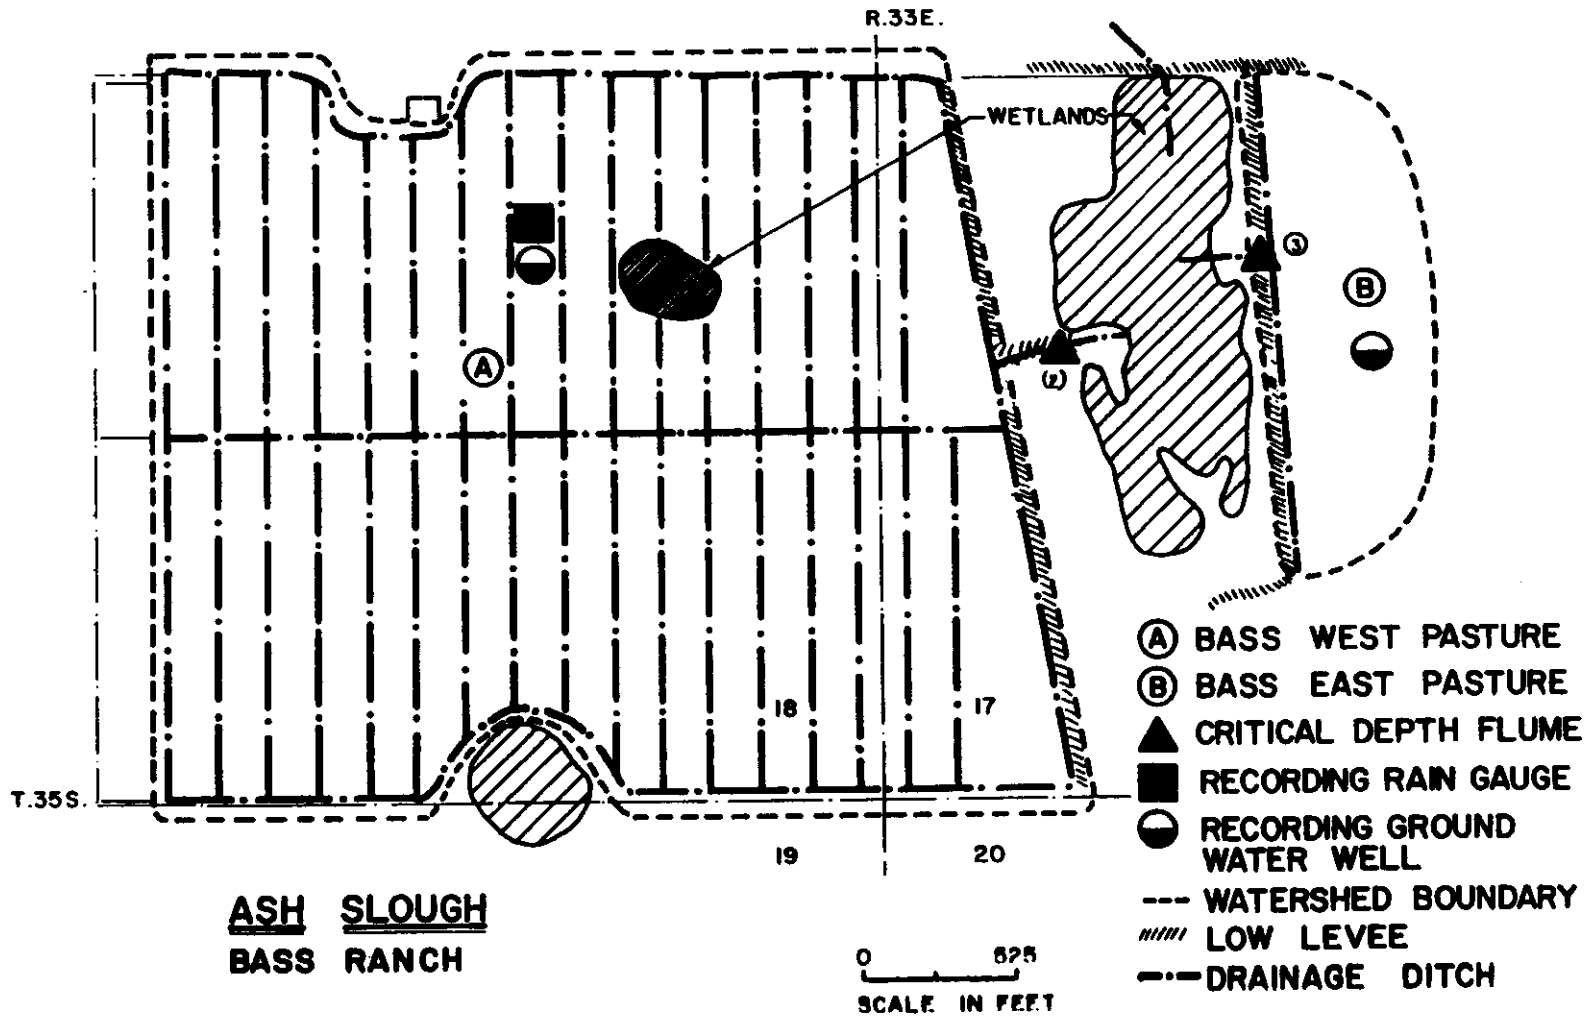 R.33E.
WETLANDS
(3)
B
A
(2)
A BASS WEST PASTURE
B BASS EAST PASTURE
CRITICAL DEPTH FLUME
18
17
RECORDING RAIN GAUGE
T.35S.
RECORDING GROUND
WATER WELL
19
20
WATERSHED BOUNDARY
ASH SLOUGH
LOW LEVEE
BASS RANCH
DRAINAGE DITCH
0 625
SCALE IN FEET